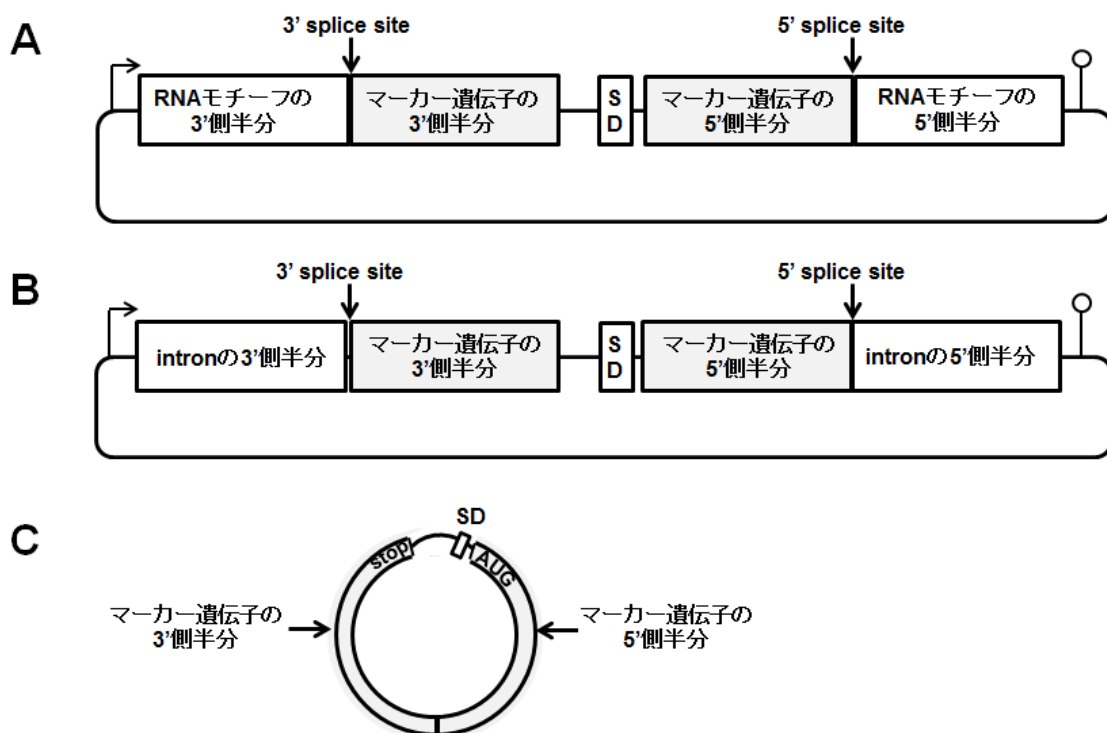 A
3' splice site
5' splice site
RNAモチーフの
3'側半分
マーカー遺伝子の
3'側半分
S
D
マーカー遺伝子の
5'側半分
RNAモチーフの
5'側半分
B
3' splice site
5' splice site
intronの3'側半分
マーカー遺伝子の
3'側半分
S
D
マーカー遺伝子の
5'側半分
intronの5'側半分
C
SD
stop
AUG
マーカー遺伝子の
3'側半分
マーカー遺伝子の
5'側半分